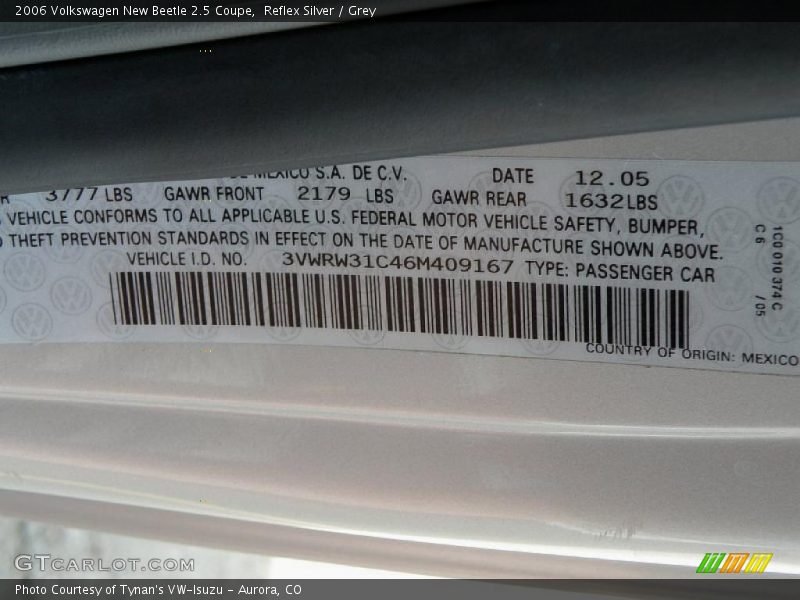 2006 Volkswagen New Beetle 2.5 Coupe,  Reflex Silver / Grey
MEXICO S.A. DE C.V. DATE 12.05
3777 LBS GAWR FRONT 2179 LBS GAWR REAR 1632LBS
VEHICLE CONFORMS TO ALL APPLICABLE U.S. FEDERAL MOTOR VEHICLE SAFETY, BUMPER,
THEFT PREVENTION STANDARDS IN EFFECT ON THE DATE OF MANUFACTURE SHOWN ABOVE.
VEHICLE I.D. NO. 3VWRW31C46M409167 TYPE: PASSENGER CAR
COUNTRY OF ORIGIN: MEXICO
1C0 010 374 C
C6 /05
GTCARLOT.COM
Photo Courtesy of Tynan's VW-Isuzu - Aurora, CO